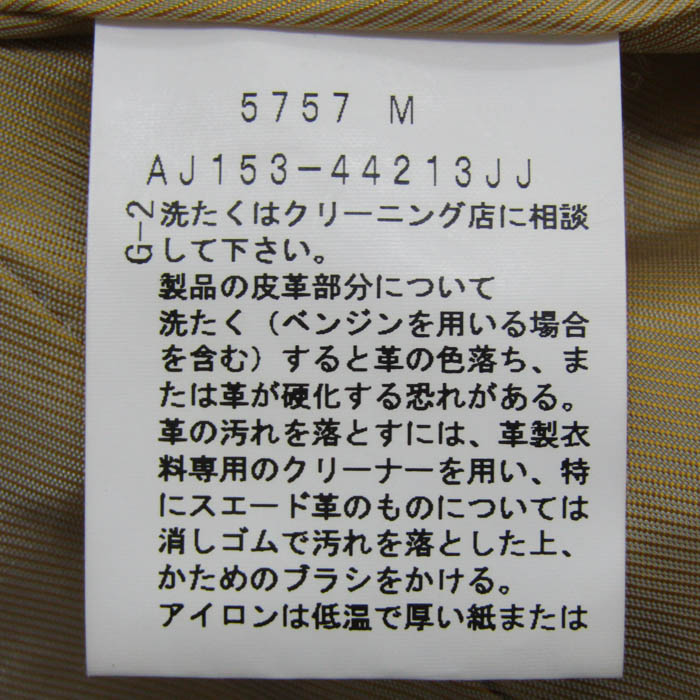 5757 M
AJ153-44213JJ
G-2
洗たくはクリーニング店に相談
して下さい。
製品の皮革部分について
洗たく（ベンジンを用いる場合
を含む）すると革の色落ち、ま
たは革が硬化する恐れがある。
革の汚れを落とすには、革製衣
料専用のクリーナーを用い、特
にスエード革のものについては
消しゴムで汚れを落とした上、
かためのブラシをかける。
アイロンは低温で厚い紙または